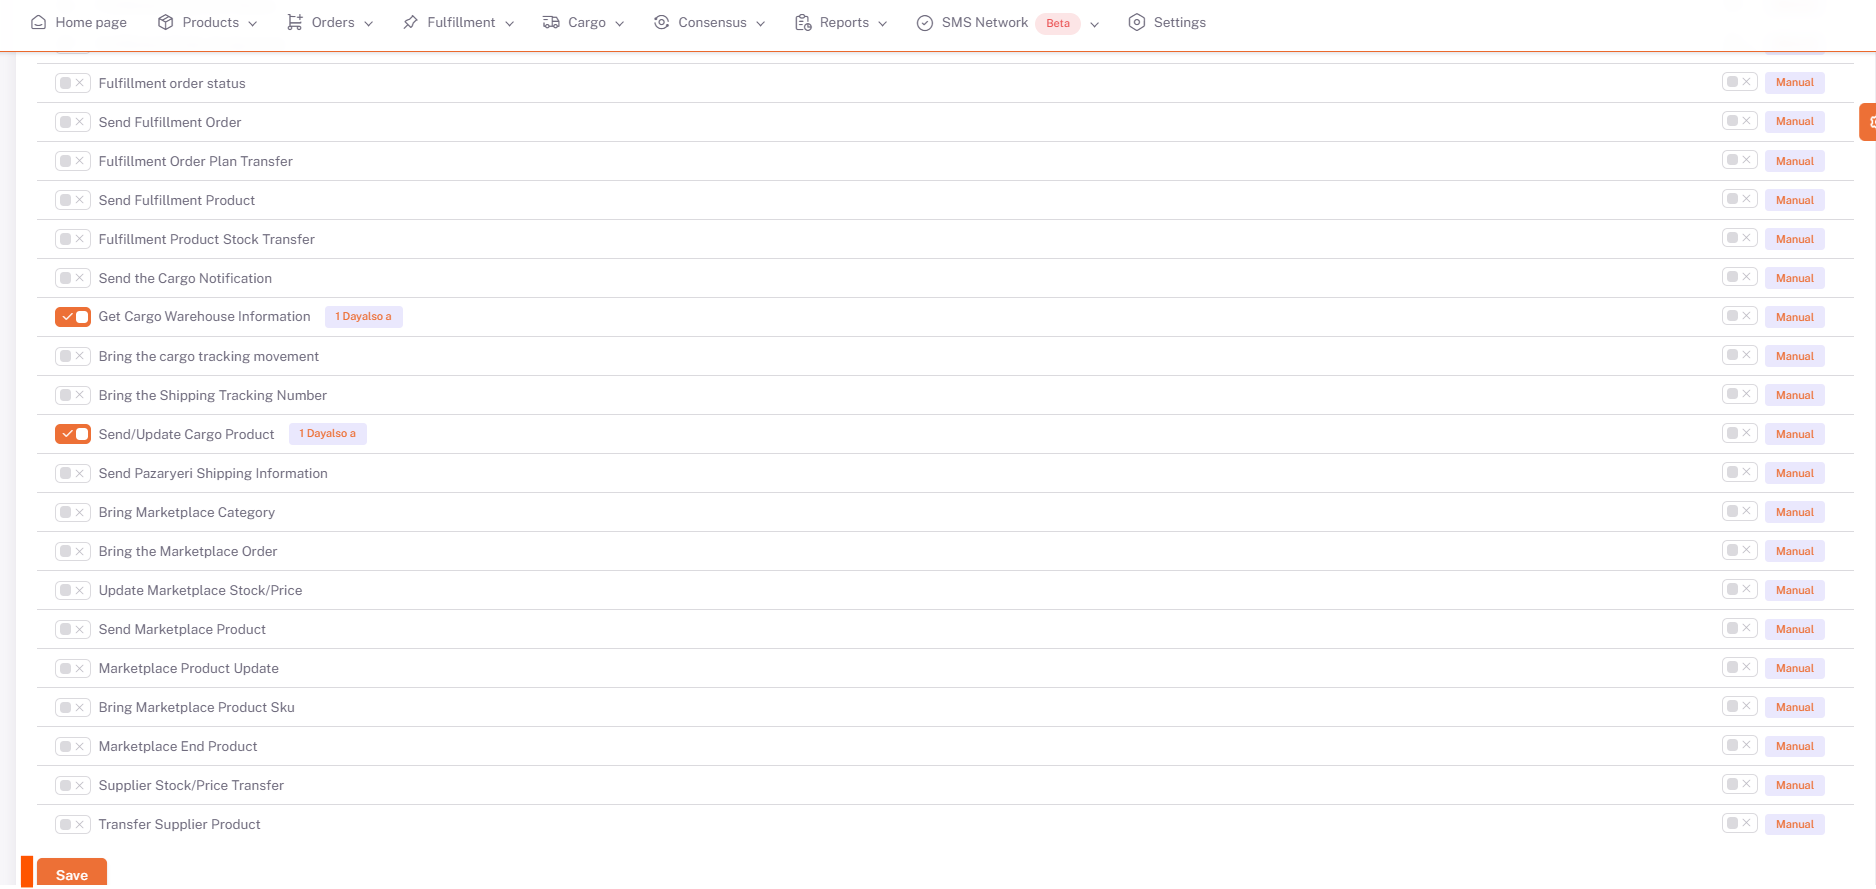 Home page Products Orders Fulfillment Cargo Consensus Reports SMS Network Beta Settings
Fulfillment order status Manual
Send Fulfillment Order Manual
Fulfillment Order Plan Transfer Manual
Send Fulfillment Product Manual
Fulfillment Product Stock Transfer Manual
Send the Cargo Notification Manual
Get Cargo Warehouse Information 1 Dayalso a Manual
Bring the cargo tracking movement Manual
Bring the Shipping Tracking Number Manual
Send/Update Cargo Product 1 Dayalso a Manual
Send Pazaryeri Shipping Information Manual
Bring Marketplace Category Manual
Bring the Marketplace Order Manual
Update Marketplace Stock/Price Manual
Send Marketplace Product Manual
Marketplace Product Update Manual
Bring Marketplace Product Sku Manual
Marketplace End Product Manual
Supplier Stock/Price Transfer Manual
Transfer Supplier Product Manual
Save